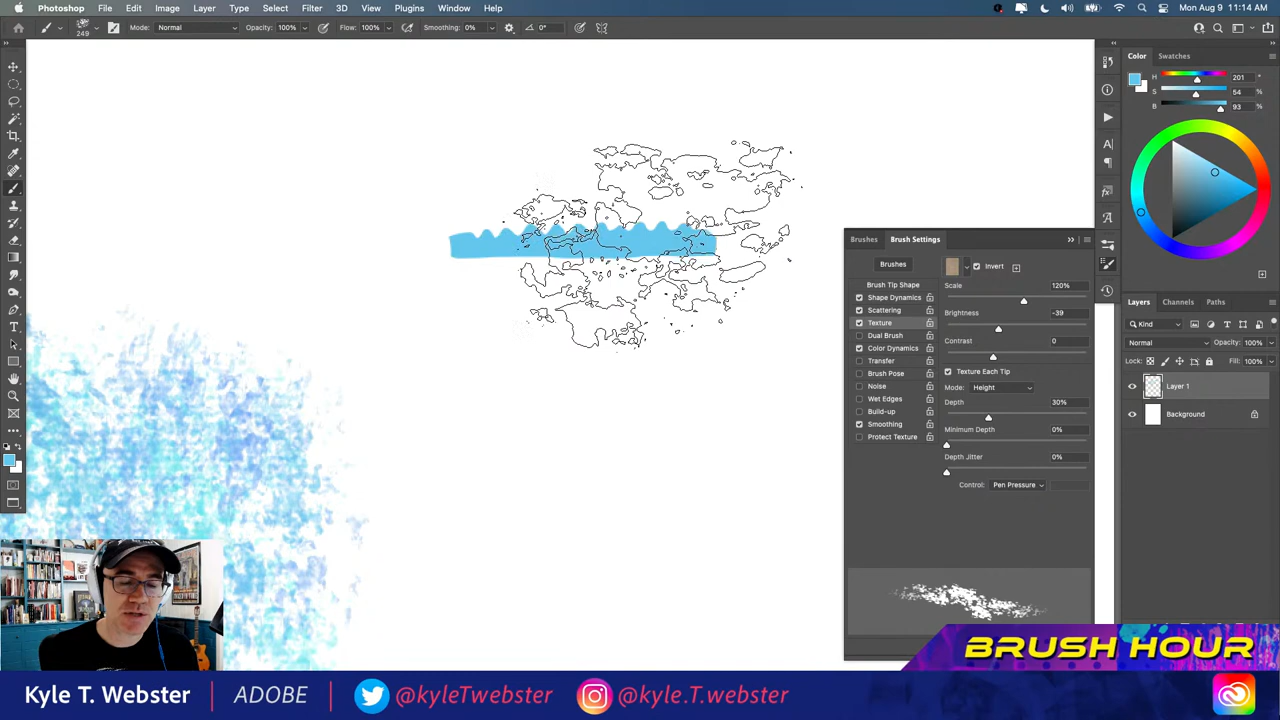 Photoshop File Edit Image Layer Type Select Filter 3D View Plugins Window Help Mon Aug 9 11:14 AM
249 Mode: Normal Opacity: 100% Flow: 100% Smoothing: 0% 0°
Color Swatches
H 201 °
S 54 %
B 93 %
Brushes Brush Settings
Brushes Invert
Brush Tip Shape
Shape Dynamics
Scattering
Texture
Dual Brush
Color Dynamics
Transfer
Brush Pose
Noise
Wet Edges
Build-up
Smoothing
Protect Texture
Scale 120%
Brightness -39
Contrast 0
Texture Each Tip
Mode: Height
Depth 30%
Minimum Depth 0%
Depth Jitter 0%
Control: Pen Pressure
Layers Channels Paths
Kind
Normal Opacity: 100%
Lock: Fill: 100%
Layer 1
Background
BRUSH HOUR
Kyle T. Webster | ADOBE | @kyleTwebster @kyle.T.webster